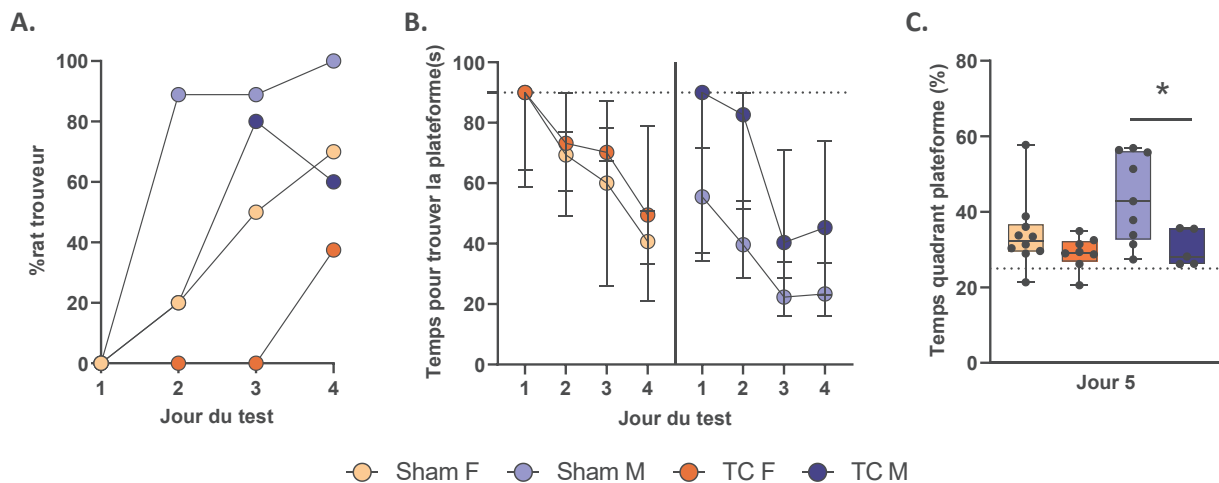 A.
%rat trouveur
100
80
60
40
20
0
1 2 3 4
Jour du test
B.
Temps pour trouver la plateforme(s)
100
80
60
40
20
0
1 2 3 4 1 2 3 4
Jour du test
C.
Temps quadrant plateforme (%)
80
60
40
20
0
*
Jour 5
Sham F Sham M TC F TC M